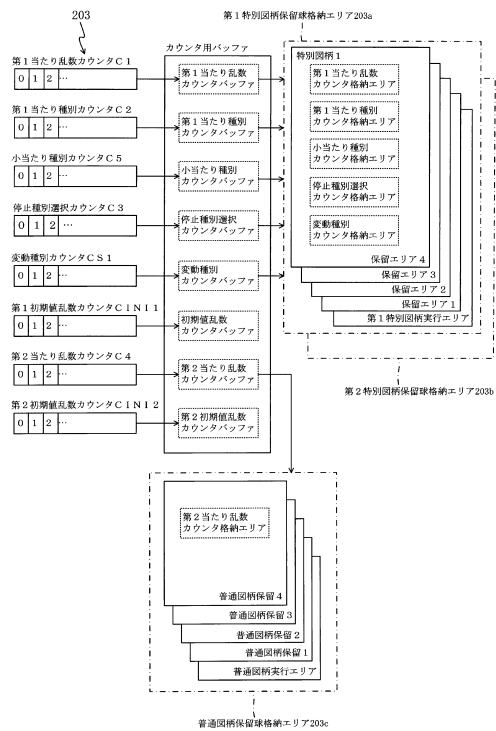 203
第1特別図柄保留球格納エリア203a
第1当たり乱数カウンタC1
0 1 2 …
第1当たり種別カウンタC2
0 1 2 …
小当たり種別カウンタC5
0 1 2 …
停止種別選択カウンタC3
0 1 2 …
変動種別カウンタCS1
0 1 2 …
第1初期値乱数カウンタCINI1
0 1 2 …
第2当たり乱数カウンタC4
0 1 2 …
第2初期値乱数カウンタCINI2
0 1 2 …
カウンタ用バッファ
第1当たり乱数
カウンタバッファ
第1当たり種別
カウンタバッファ
小当たり種別
カウンタバッファ
停止種別選択
カウンタバッファ
変動種別
カウンタバッファ
初期値乱数
カウンタバッファ
第2当たり乱数
カウンタバッファ
第2初期値乱数
カウンタバッファ
特別図柄1
第1当たり乱数
カウンタ格納エリア
第1当たり種別
カウンタ格納エリア
小当たり種別
カウンタ格納エリア
停止種別選択
カウンタ格納エリア
変動種別
カウンタ格納エリア
保留エリア4
保留エリア3
保留エリア2
保留エリア1
第1特別図柄実行エリア
第2特別図柄保留球格納エリア203b
第2当たり乱数
カウンタ格納エリア
普通図柄保留4
普通図柄保留3
普通図柄保留2
普通図柄保留1
普通図柄実行エリア
普通図柄保留球格納エリア203c